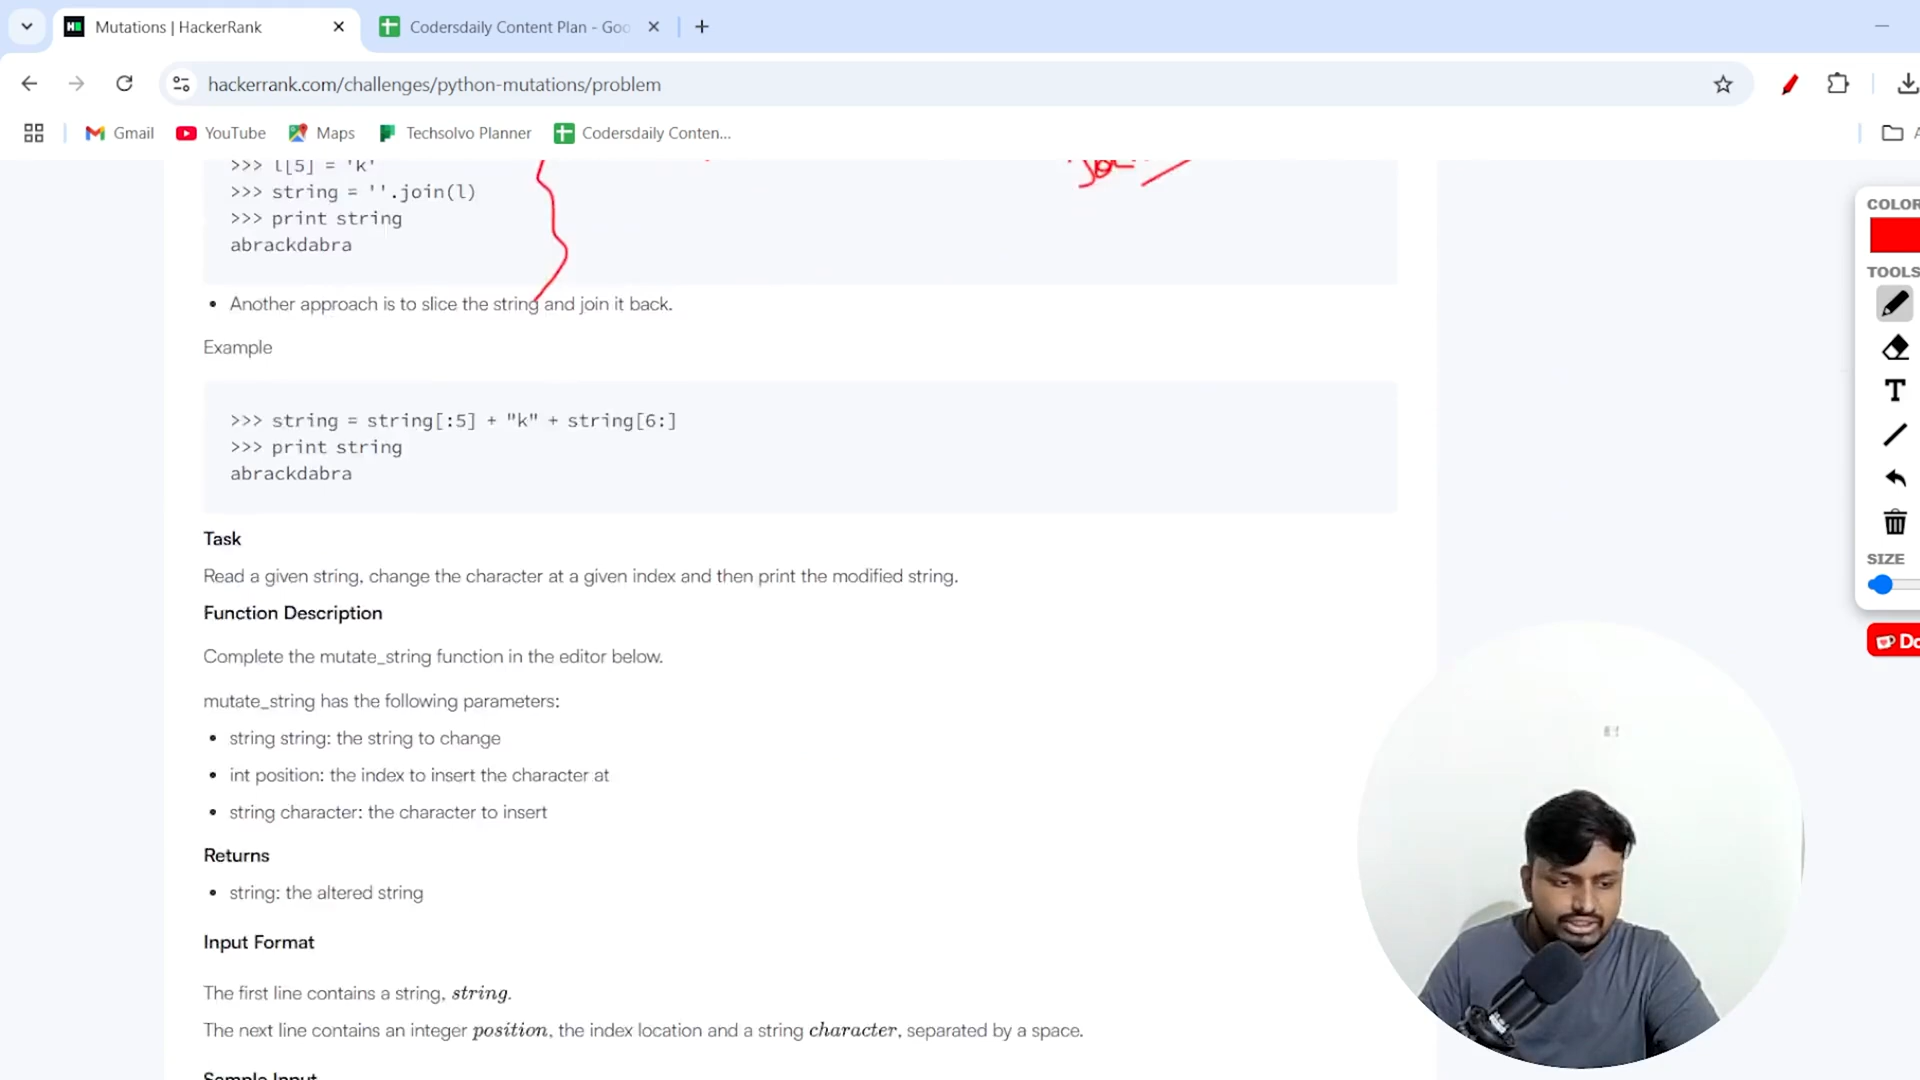 Mutations | HackerRank
Codersdaily Content Plan - Goo
hackerrank.com/challenges/python-mutations/problem
Gmail
YouTube
Maps
Techsolvo Planner
Codersdaily Conten...
>>> l[5] = 'k'
>>> string = ''.join(l)
>>> print string
abrackdabra
• Another approach is to slice the string and join it back.
Example
>>> string = string[:5] + "k" + string[6:]
>>> print string
abrackdabra
Task
Read a given string, change the character at a given index and then print the modified string.
Function Description
Complete the mutate_string function in the editor below.
mutate_string has the following parameters:
• string string: the string to change
• int position: the index to insert the character at
• string character: the character to insert
Returns
• string: the altered string
Input Format
The first line contains a string, string.
The next line contains an integer position, the index location and a string character, separated by a space.
Sample Input
COLOR
TOOLS
T
SIZE
Do